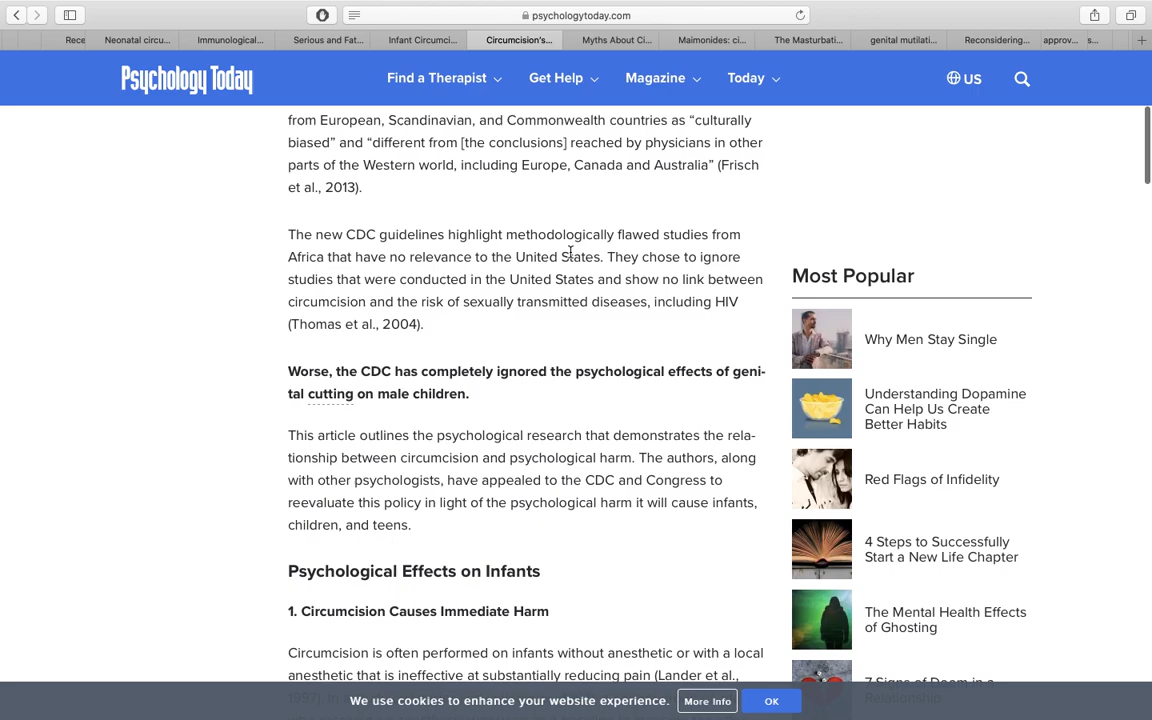 psychologytoday.com
Rece
Neonatal circu...
Immunological...
Serious and Fat...
Infant Circumci...
Circumcision's...
Myths About Ci...
Maimonides: ci...
The Masturbati...
genital mutilati...
Reconsidering...
approv...
s...
Psychology Today
Find a Therapist
Get Help
Magazine
Today
US
from European, Scandinavian, and Commonwealth countries as “culturally
biased” and “different from [the conclusions] reached by physicians in other
parts of the Western world, including Europe, Canada and Australia” (Frisch
et al., 2013).
The new CDC guidelines highlight methodologically flawed studies from
Africa that have no relevance to the United States. They chose to ignore
studies that were conducted in the United States and show no link between
circumcision and the risk of sexually transmitted diseases, including HIV
(Thomas et al., 2004).
Worse, the CDC has completely ignored the psychological effects of geni-
tal cutting on male children.
This article outlines the psychological research that demonstrates the rela-
tionship between circumcision and psychological harm. The authors, along
with other psychologists, have appealed to the CDC and Congress to
reevaluate this policy in light of the psychological harm it will cause infants,
children, and teens.
Psychological Effects on Infants
1. Circumcision Causes Immediate Harm
Circumcision is often performed on infants without anesthetic or with a local
anesthetic that is ineffective at substantially reducing pain (Lander et al.,
Most Popular
Why Men Stay Single
Understanding Dopamine
Can Help Us Create
Better Habits
Red Flags of Infidelity
4 Steps to Successfully
Start a New Life Chapter
The Mental Health Effects
of Ghosting
7 Signs of Doom in a
Relationship
We use cookies to enhance your website experience.
More Info
OK